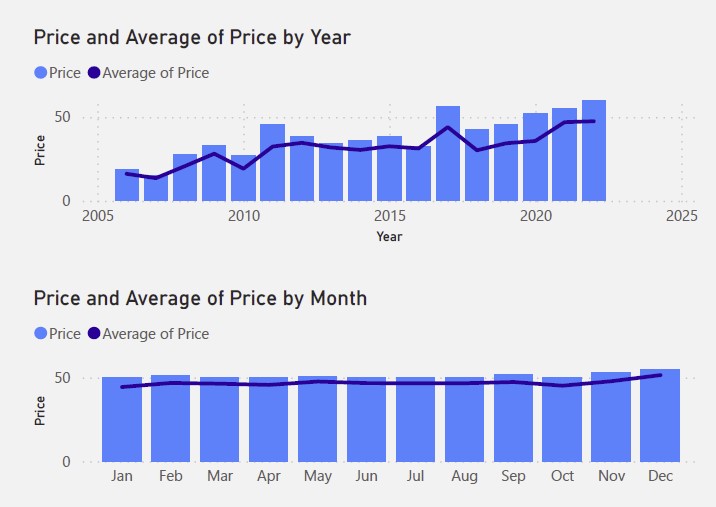 Price and Average of Price by Year
Price Average of Price
50
0
Price
2005 2010 2015 2020 2025
Year
Price and Average of Price by Month
Price Average of Price
50
0
Price
Jan Feb Mar Apr May Jun Jul Aug Sep Oct Nov Dec